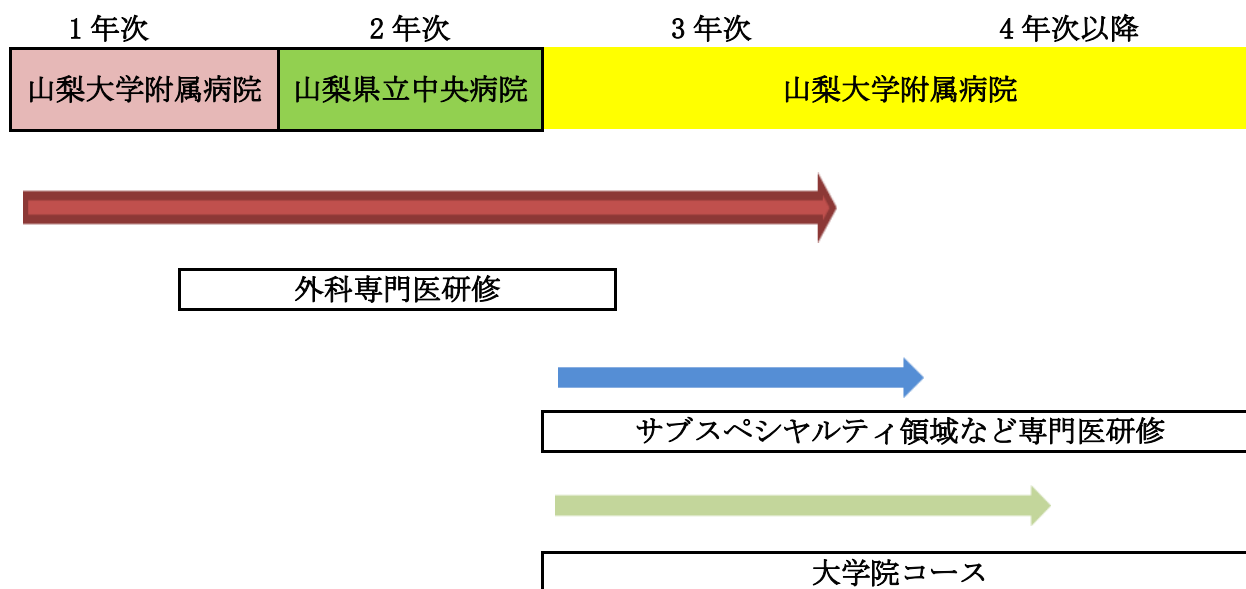 1 年次 2 年次 3 年次 4 年次以降
山梨大学附属病院 山梨県立中央病院 山梨大学附属病院
外科専門医研修
サブスペシヤルティ領域など専門医研修
大学院コース